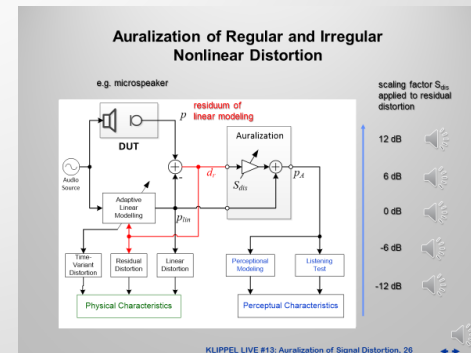 Auralization of Regular and Irregular
Nonlinear Distortion
e.g. microspeaker
p
residuum of
linear modeling
scaling factor Sdis
applied to residual
distortion
DUT
Auralization
12 dB
Audio
Source
-
dr
Sdis
pA
6 dB
Adaptive
Linear
Modelling
plin
0 dB
Time-
Variant
Distortion
Residual
Distortion
Linear
Distortion
Perceptional
Modeling
Listening
Test
-6 dB
-12 dB
Physical Characteristics
Perceptual Characteristics
KLIPPEL LIVE #13: Auralization of Signal Distortion, 26